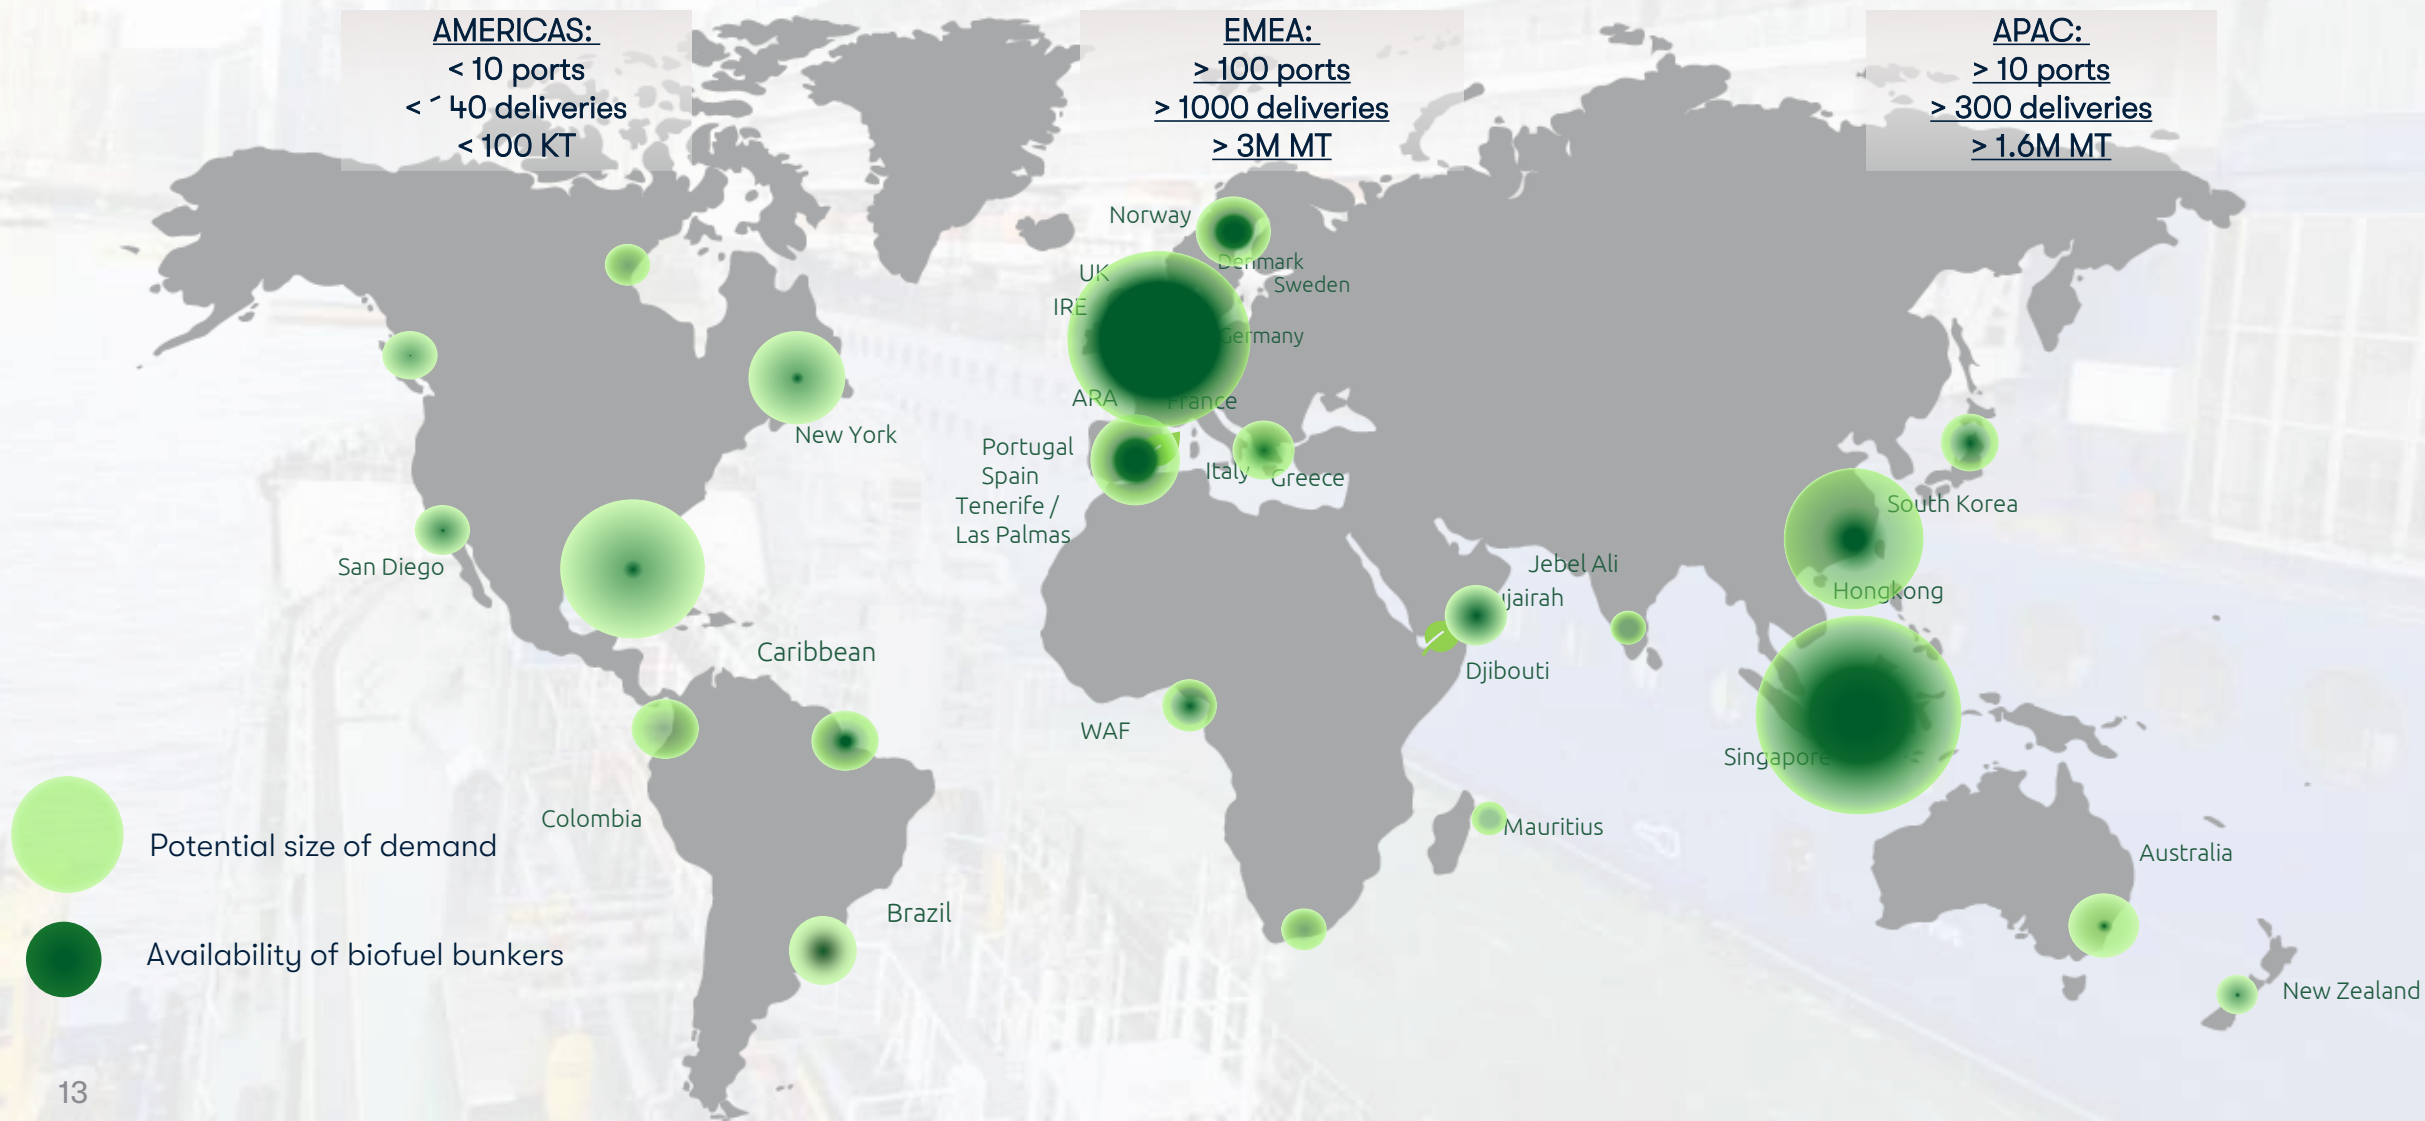 AMERICAS:
< 10 ports
< ´ 40 deliveries
< 100 KT
EMEA:
> 100 ports
> 1000 deliveries
> 3M MT
APAC:
> 10 ports
> 300 deliveries
> 1.6M MT
Norway
Denmark
UK
Sweden
IRE
Germany
ARA
France
New York
Portugal
Spain
Tenerife /
Las Palmas
Italy
Greece
South Korea
San Diego
Jebel Ali
Hongkong
Caribbean
Djibouti
WAF
Singapore
Colombia
Mauritius
Potential size of demand
Australia
Brazil
Availability of biofuel bunkers
New Zealand
13